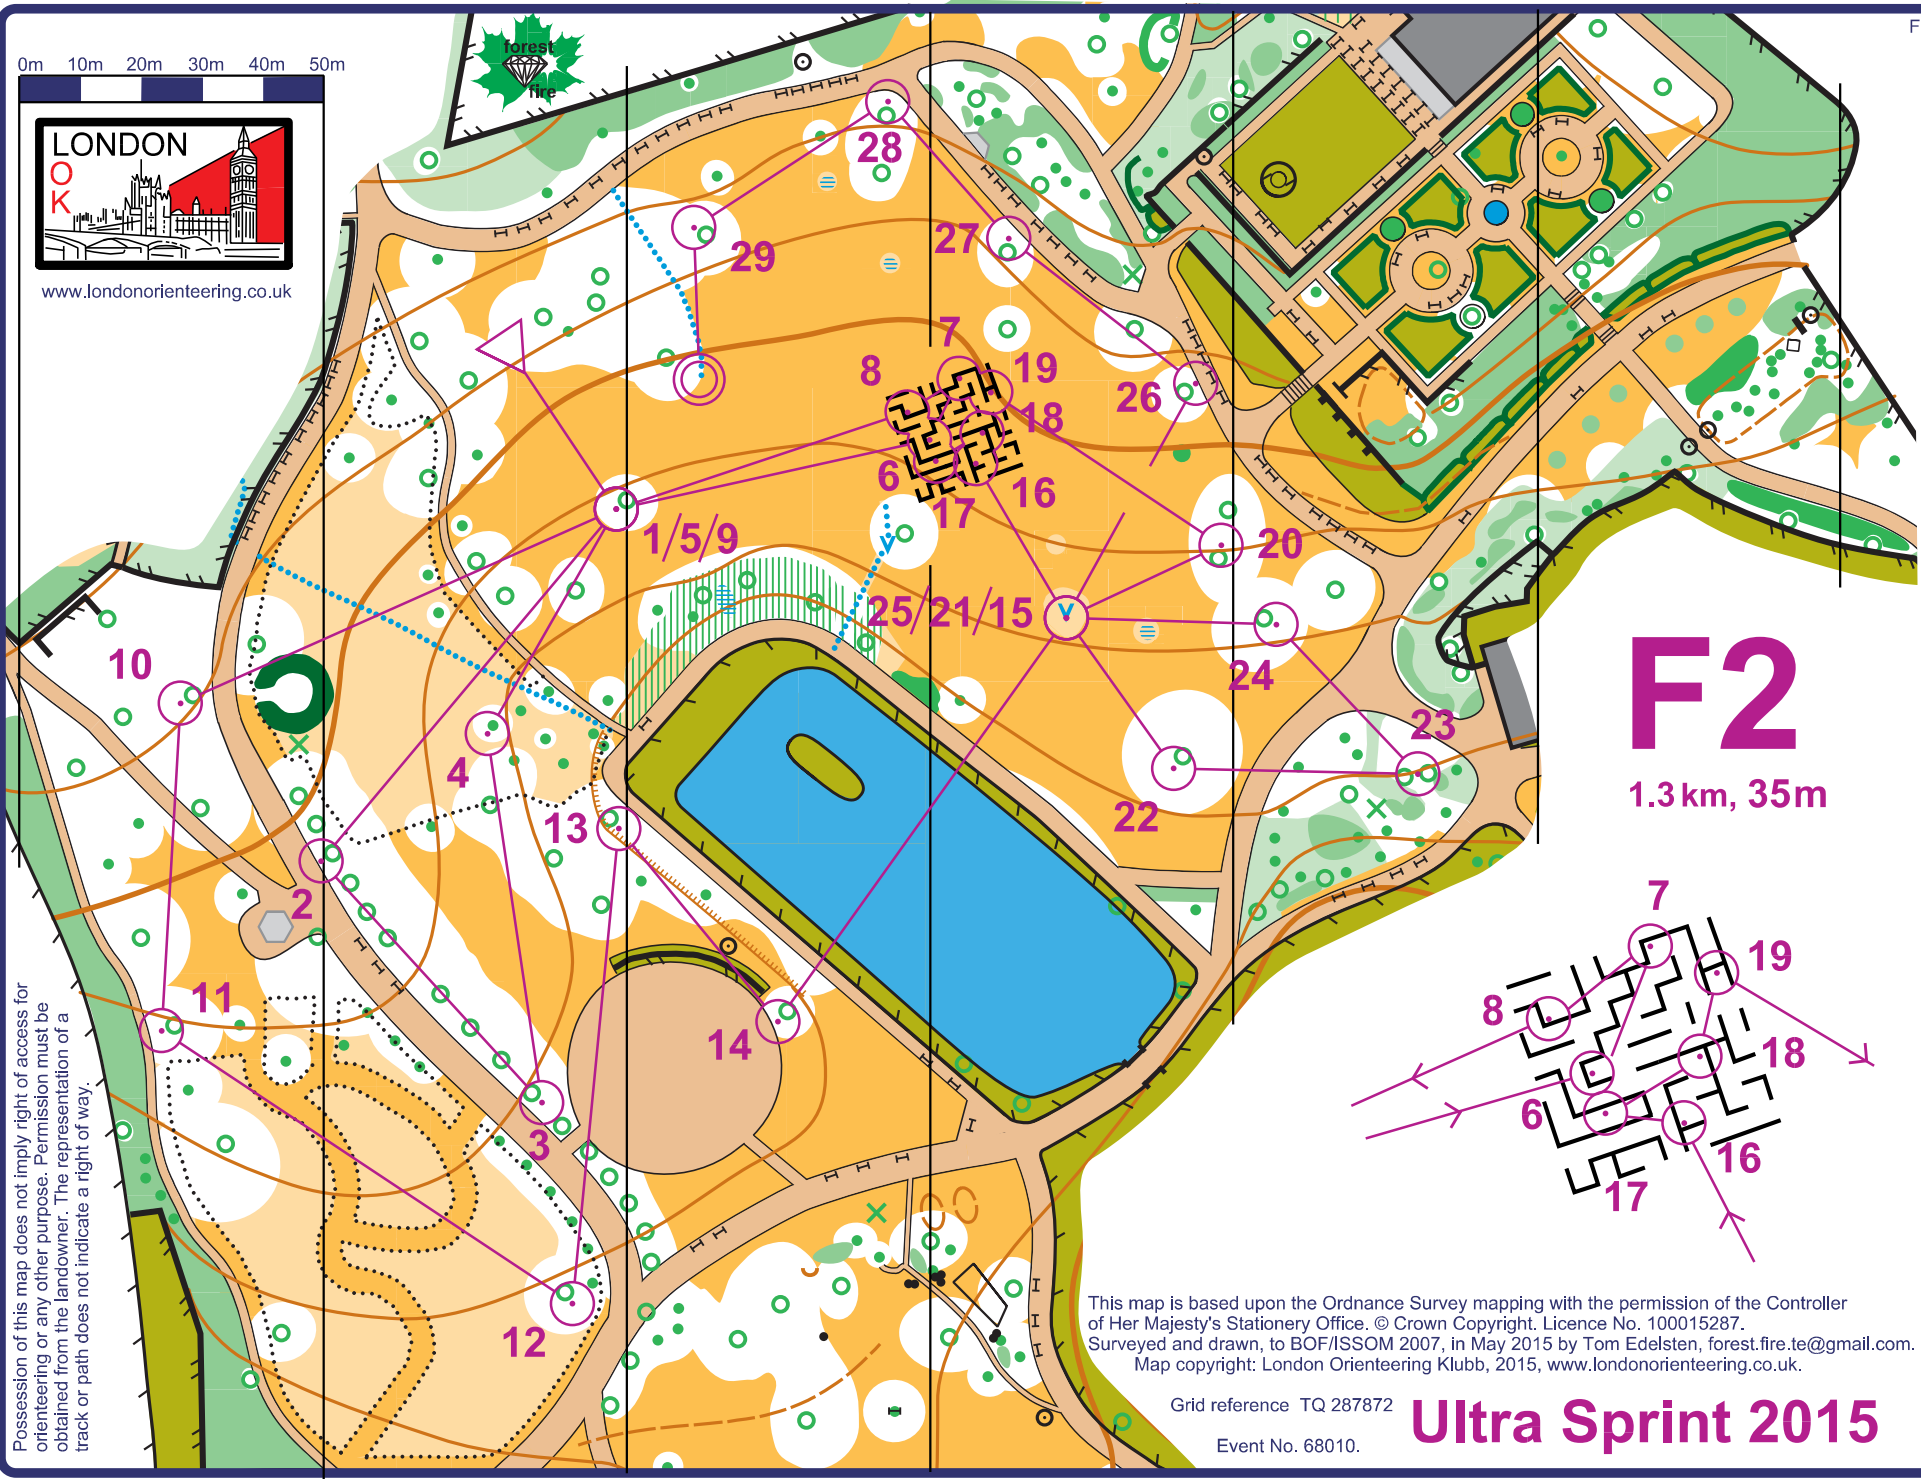 F
0m 10m 20m 30m 40m 50m
forest
fire
LONDON
O
K
www.londonorienteering.co.uk
28
27
29
7
8
19
18
26
6
16
17
1/5/9
20
25/21/15
10
24
4
23
22
13
2
11
14
3
12
F2
1.3 km, 35m
7
19
8
18
6
16
17
Possession of this map does not imply right of access for
orienteering or any other purpose. Permission must be
obtained from the landowner. The representation of a
track or path does not indicate a right of way.
This map is based upon the Ordnance Survey mapping with the permission of the Controller
of Her Majesty's Stationery Office. © Crown Copyright. Licence No. 100015287.
Surveyed and drawn, to BOF/ISSOM 2007, in May 2015 by Tom Edelsten, forest.fire.te@gmail.com.
Map copyright: London Orienteering Klubb, 2015, www.londonorienteering.co.uk.
Grid reference TQ 287872
Event No. 68010.
Ultra Sprint 2015